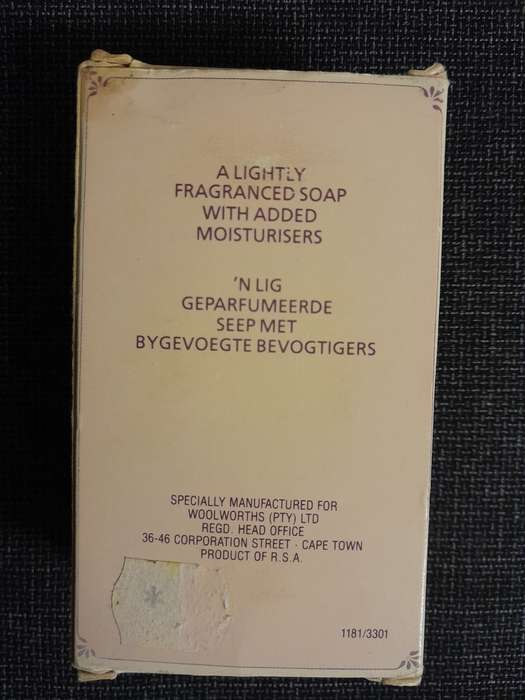 A LIGHTLY
FRAGRANCED SOAP
WITH ADDED
MOISTURISERS
'N LIG
GEPARFUMEERDE
SEEP MET
BYGEVOEGTE BEVOGTIGERS
SPECIALLY MANUFACTURED FOR
WOOLWORTHS (PTY) LTD
REGD. HEAD OFFICE
36-46 CORPORATION STREET · CAPE TOWN
PRODUCT OF R.S.A.
1181/3301